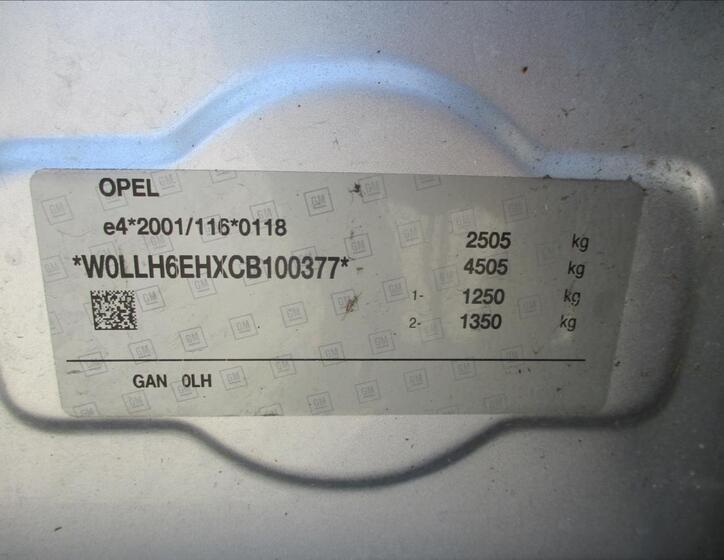 OPEL
e4*2001/116*0118
*W0LLH6EHXCB100377*
2505 kg
4505 kg
1- 1250 kg
2- 1350 kg
GAN 0LH